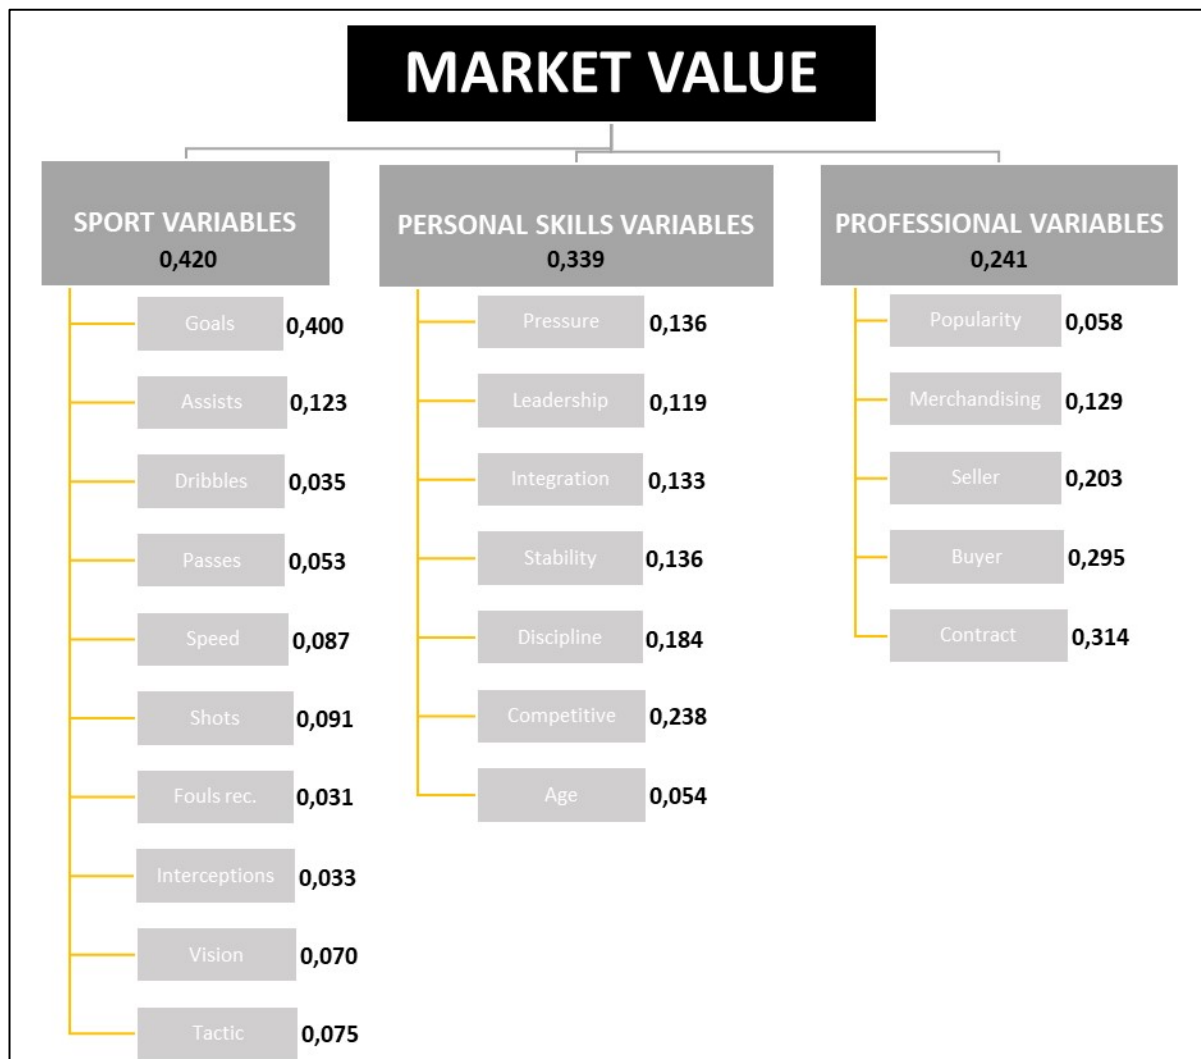 MARKET VALUE
SPORT VARIABLES
0,420
Goals 0,400
Assists 0,123
Dribbles 0,035
Passes 0,053
Speed 0,087
Shots 0,091
Fouls rec. 0,031
Interceptions 0,033
Vision 0,070
Tactic 0,075
PERSONAL SKILLS VARIABLES
0,339
Pressure 0,136
Leadership 0,119
Integration 0,133
Stability 0,136
Discipline 0,184
Competitive 0,238
Age 0,054
PROFESSIONAL VARIABLES
0,241
Popularity 0,058
Merchandising 0,129
Seller 0,203
Buyer 0,295
Contract 0,314